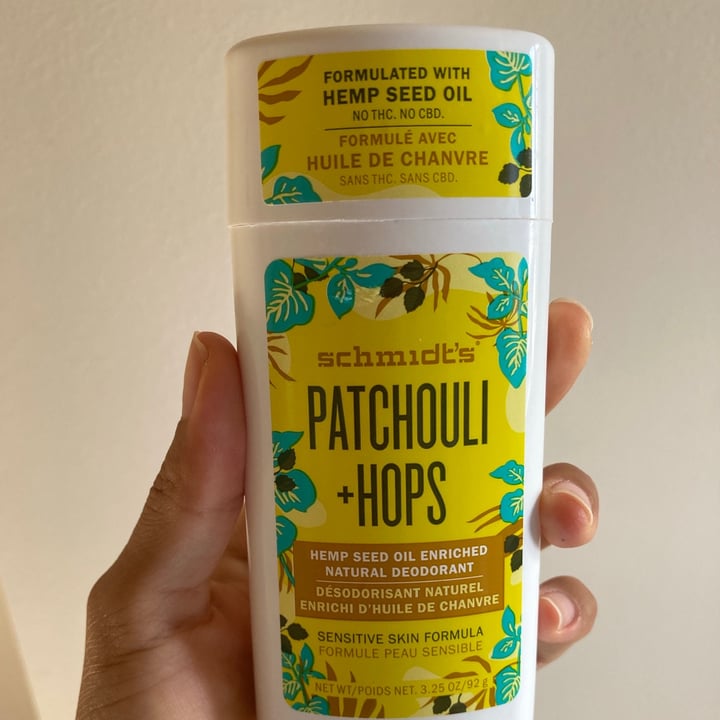 FORMULATED WITH
HEMP SEED OIL
NO THC. NO CBD.
FORMULÉ AVEC
HUILE DE CHANVRE
SANS THC. SANS CBD.
schmidt's®
PATCHOULI
+HOPS
HEMP SEED OIL ENRICHED
NATURAL DEODORANT
DÉSODORISANT NATUREL
ENRICHI D'HUILE DE CHANVRE
SENSITIVE SKIN FORMULA
FORMULE PEAU SENSIBLE
NET WT/POIDS NET. 3.25 OZ/92 g